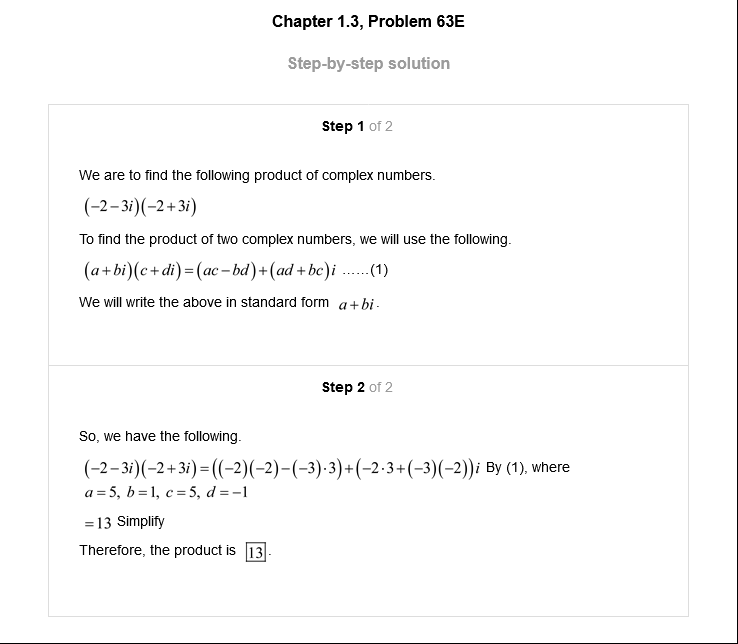 Chapter 1.3, Problem 63E
Step-by-step solution
Step 1 of 2
We are to find the following product of complex numbers.
(−2−3i)(−2+3i)
To find the product of two complex numbers, we will use the following.
(a+bi)(c+di)=(ac−bd)+(ad+bc)i ......(1)
We will write the above in standard form a+bi.
Step 2 of 2
So, we have the following.
(−2−3i)(−2+3i)=((−2)(−2)−(−3)·3)+(−2·3+(−3)(−2))i By (1), where
a=5, b=1, c=5, d=−1
=13 Simplify
Therefore, the product is 13.